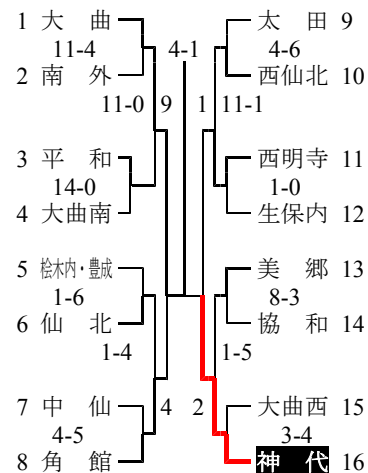 1 大 曲
11-4
2 南 外
11-0
9
3 平 和
14-0
4 大曲南
5 桧木内・豊成
1-6
6 仙 北
1-4
4
7 中 仙
4-5
8 角 館
4-1
太 田 9
4-6
西仙北 10
1
11-1
西明寺 11
1-0
生保内 12
美 郷 13
8-3
協 和 14
1-5
2
大曲西 15
3-4
神 代 16